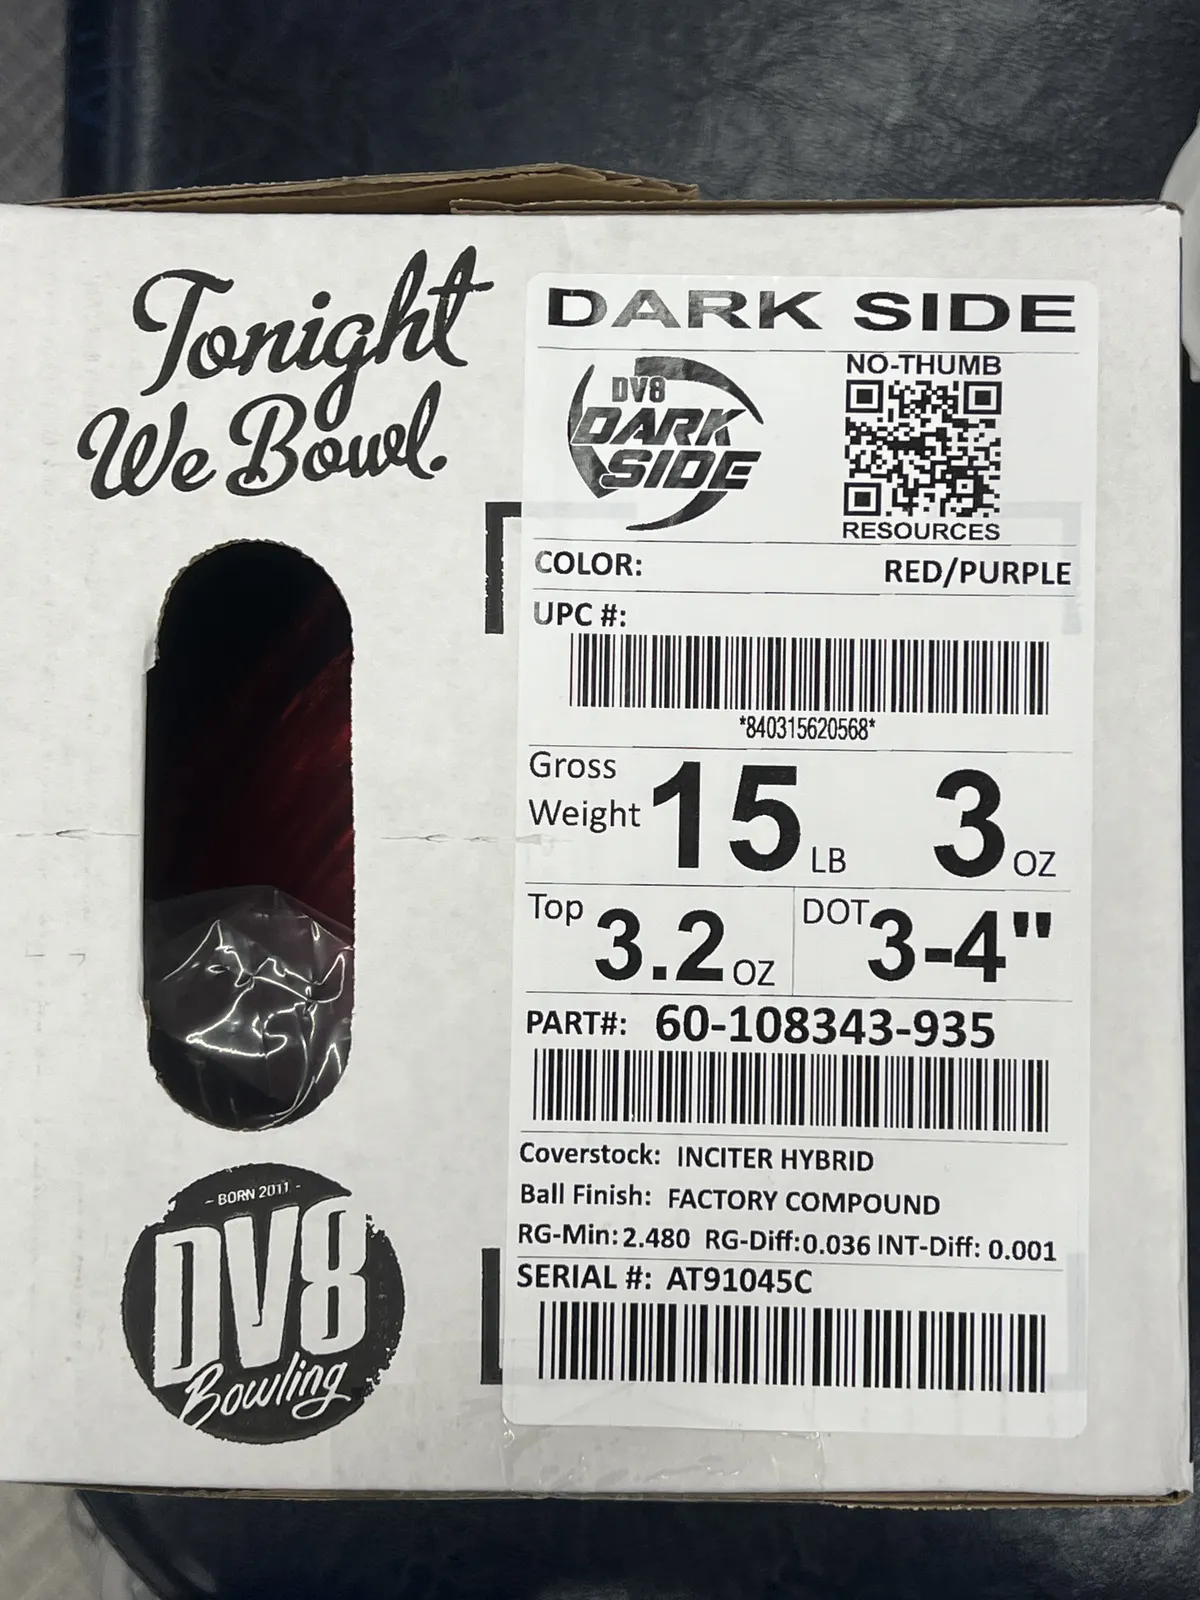 Tonight
We Bowl.
DARK SIDE
DV8
DARK
SIDE
NO-THUMB
RESOURCES
COLOR: RED/PURPLE
UPC #:
*840315620568*
Gross
Weight 15 LB 3 OZ
Top 3.2 OZ DOT 3-4"
PART#: 60-108343-935
Coverstock: INCITER HYBRID
Ball Finish: FACTORY COMPOUND
RG-Min: 2.480 RG-Diff: 0.036 INT-Diff: 0.001
SERIAL #: AT91045C
- BORN 2011 -
DV8
Bowling